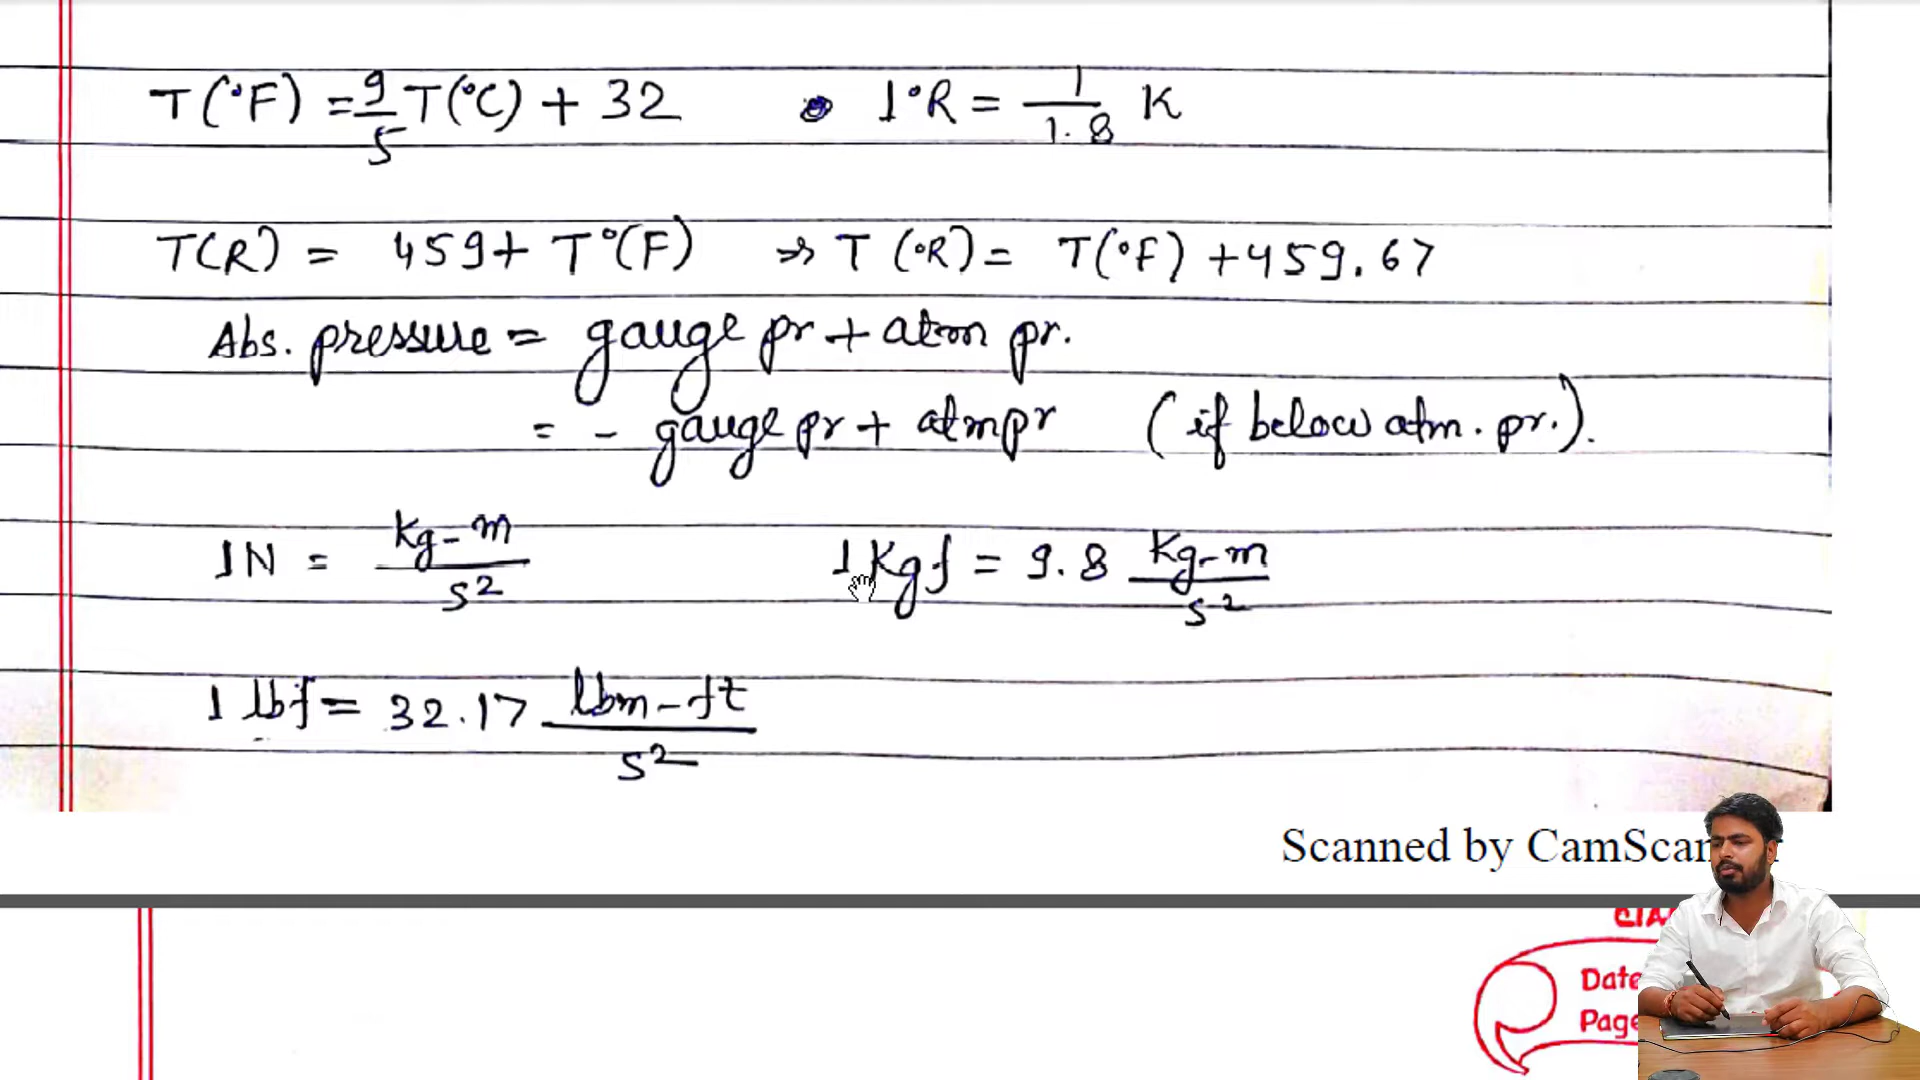 T(°F) = 9/5 T(°C) + 32 • 1°R = 1/1.8 K
T(R) = 459+ T°(F) ⇒ T (°R) = T(°F) +459.67
Abs. pressure = gauge pr + atm pr.
= - gauge pr + atm pr (if below atm. pr.).
1N = kg-m/s² 1 Kgf = 9.8 Kg-m/s²
1 lbf = 32.17 lbm-ft/s²
Scanned by CamScan
Date
Page